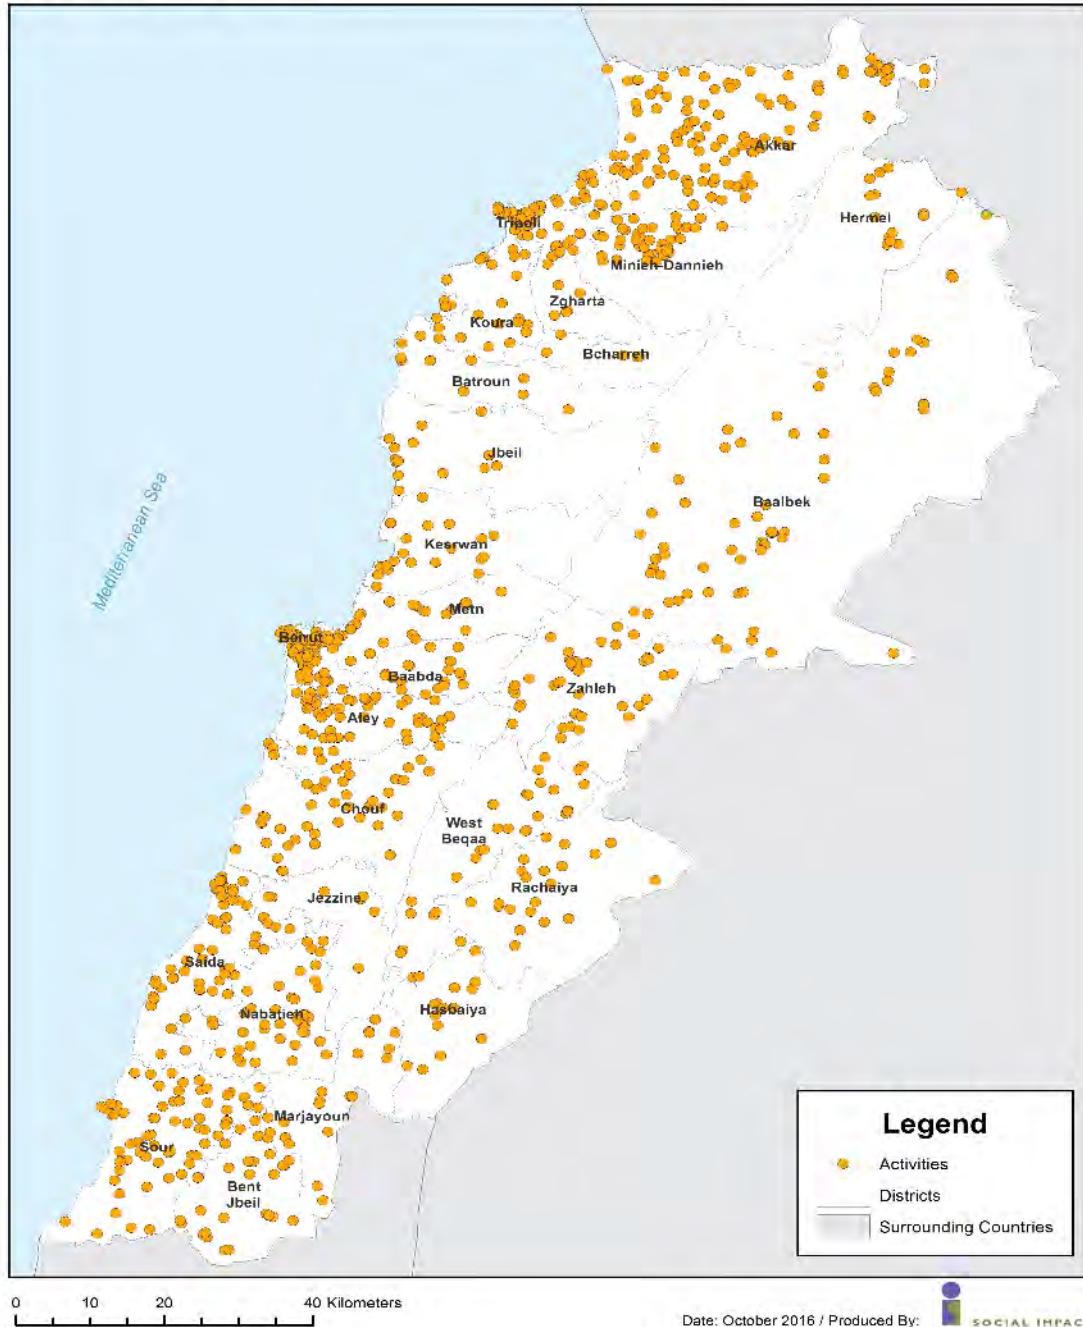 Akkar
Hermel
Tripoli
Minieh-Dannieh
Zgharta
Koura
Bcharreh
Batroun
Jbeil
Baalbek
Mediterranean Sea
Kesrwan
Metn
Beirut
Baabda
Zahleh
Aley
Chouf
West
Beqaa
Rachaiya
Jezzine
Saida
Hasbaiya
Nabatieh
Marjayoun
Sour
Bent
Jbeil
Legend
Activities
Districts
Surrounding Countries
0 10 20 40 Kilometers
Date: October 2016 / Produced By:
SOCIAL IMPAC